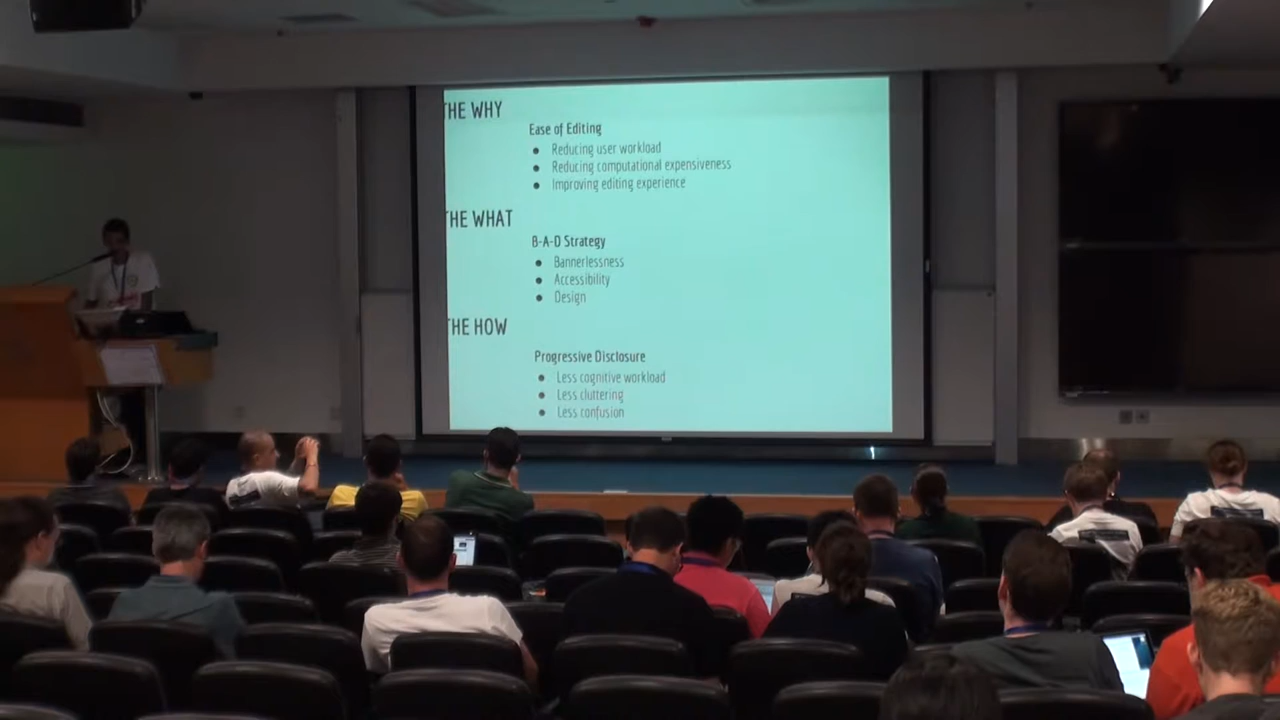 THE WHY
Ease of Editing
● Reducing user workload
● Reducing computational expensiveness
● Improving editing experience
THE WHAT
B-A-D Strategy
● Bannerlessness
● Accessibility
● Design
THE HOW
Progressive Disclosure
● Less cognitive workload
● Less cluttering
● Less confusion